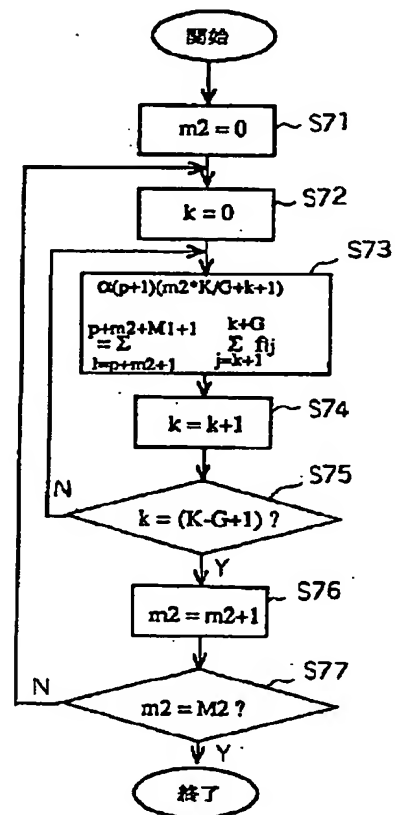 開始
m2 = 0
S71
k = 0
S72
S73
α(p+1)(m2*K/G+k+1)
p+m2+M1+1 k+G
= Σ Σ fij
i=p+m2+1 j=k+1
k = k+1
S74
S75
N
k = (K-G+1) ?
Y
S76
m2 = m2+1
S77
N
m2 = M2 ?
Y
終了